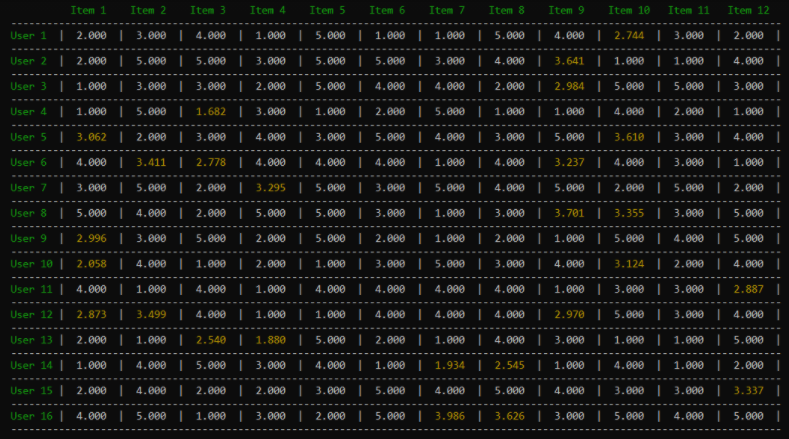 Item 1 Item 2 Item 3 Item 4 Item 5 Item 6 Item 7 Item 8 Item 9 Item 10 Item 11 Item 12
User 1 | 2.000 | 3.000 | 4.000 | 1.000 | 5.000 | 1.000 | 1.000 | 5.000 | 4.000 | 2.744 | 3.000 | 2.000 |
User 2 | 2.000 | 5.000 | 5.000 | 3.000 | 5.000 | 5.000 | 3.000 | 4.000 | 3.641 | 1.000 | 1.000 | 4.000 |
User 3 | 1.000 | 3.000 | 3.000 | 2.000 | 5.000 | 4.000 | 4.000 | 2.000 | 2.984 | 5.000 | 5.000 | 3.000 |
User 4 | 1.000 | 5.000 | 1.682 | 3.000 | 1.000 | 2.000 | 5.000 | 1.000 | 1.000 | 4.000 | 2.000 | 1.000 |
User 5 | 3.062 | 2.000 | 3.000 | 4.000 | 3.000 | 5.000 | 4.000 | 3.000 | 5.000 | 3.610 | 3.000 | 4.000 |
User 6 | 4.000 | 3.411 | 2.778 | 4.000 | 4.000 | 4.000 | 1.000 | 4.000 | 3.237 | 4.000 | 3.000 | 1.000 |
User 7 | 3.000 | 5.000 | 2.000 | 3.295 | 5.000 | 3.000 | 5.000 | 4.000 | 5.000 | 2.000 | 5.000 | 2.000 |
User 8 | 5.000 | 4.000 | 2.000 | 5.000 | 5.000 | 3.000 | 1.000 | 3.000 | 3.701 | 3.355 | 3.000 | 5.000 |
User 9 | 2.996 | 3.000 | 5.000 | 2.000 | 5.000 | 2.000 | 1.000 | 2.000 | 1.000 | 5.000 | 4.000 | 5.000 |
User 10 | 2.058 | 4.000 | 1.000 | 2.000 | 1.000 | 3.000 | 5.000 | 3.000 | 4.000 | 3.124 | 2.000 | 4.000 |
User 11 | 4.000 | 1.000 | 4.000 | 1.000 | 4.000 | 4.000 | 4.000 | 4.000 | 1.000 | 3.000 | 3.000 | 2.887 |
User 12 | 2.873 | 3.499 | 4.000 | 1.000 | 1.000 | 4.000 | 4.000 | 4.000 | 2.970 | 5.000 | 3.000 | 3.000 |
User 13 | 2.000 | 1.000 | 2.540 | 1.880 | 5.000 | 2.000 | 1.000 | 4.000 | 3.000 | 1.000 | 1.000 | 5.000 |
User 14 | 1.000 | 4.000 | 5.000 | 3.000 | 4.000 | 1.000 | 1.934 | 2.545 | 1.000 | 4.000 | 1.000 | 2.000 |
User 15 | 2.000 | 4.000 | 2.000 | 2.000 | 3.000 | 5.000 | 4.000 | 5.000 | 4.000 | 3.000 | 3.000 | 3.337 |
User 16 | 4.000 | 5.000 | 1.000 | 3.000 | 2.000 | 5.000 | 3.986 | 3.626 | 3.000 | 5.000 | 4.000 | 5.000 |